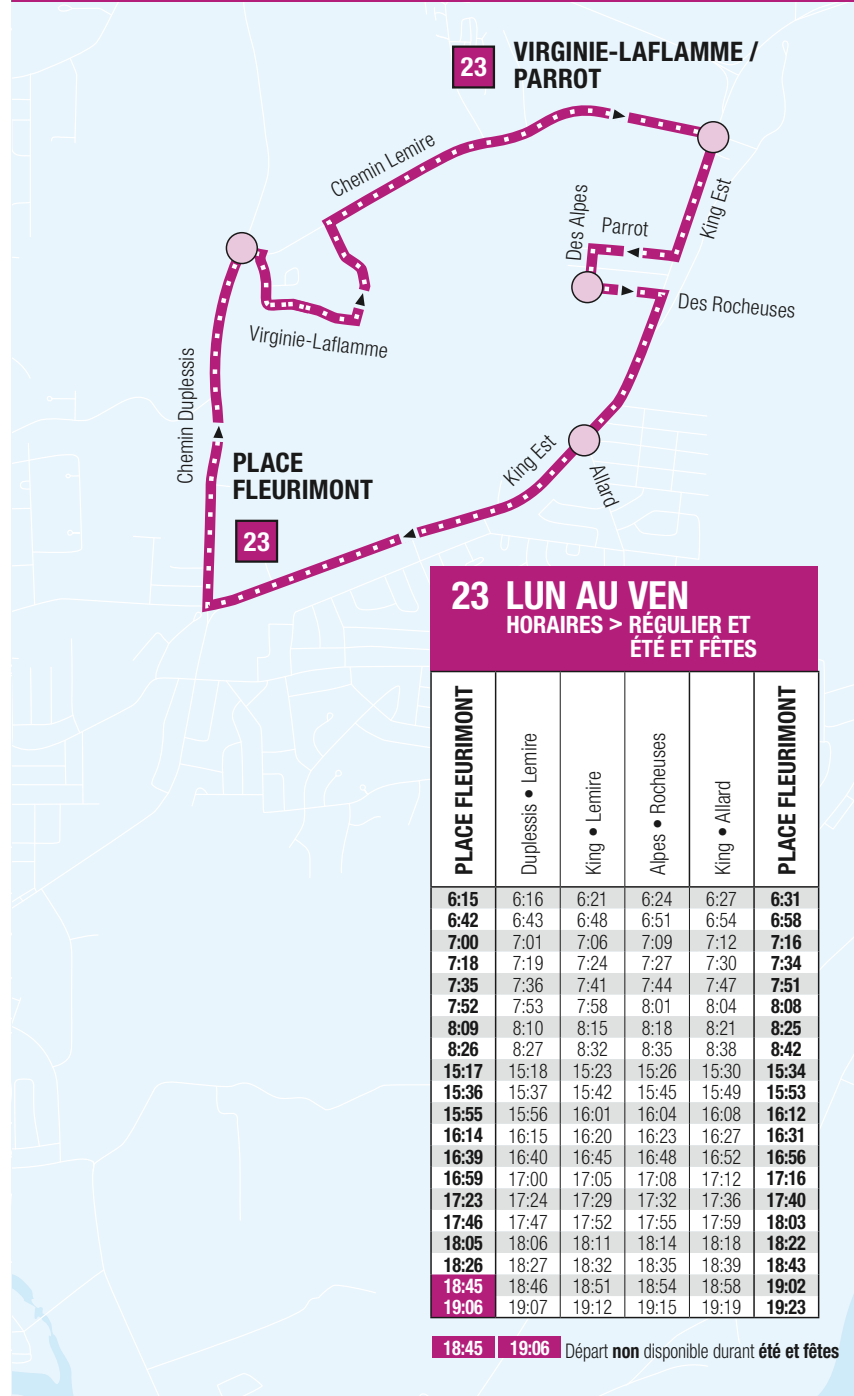 23
VIRGINIE-LAFLAMME /
PARROT
Chemin Lemire
King Est
Des Alpes
Parrot
Des Rocheuses
Virginie-Laflamme
Chemin Duplessis
King Est
Allard
PLACE
FLEURIMONT
23
23 LUN AU VEN
HORAIRES > RÉGULIER ET
ÉTÉ ET FÊTES
PLACE FLEURIMONT
Duplessis • Lemire
King • Lemire
Alpes • Rocheuses
King • Allard
PLACE FLEURIMONT
6:15 6:16 6:21 6:24 6:27 6:31
6:42 6:43 6:48 6:51 6:54 6:58
7:00 7:01 7:06 7:09 7:12 7:16
7:18 7:19 7:24 7:27 7:30 7:34
7:35 7:36 7:41 7:44 7:47 7:51
7:52 7:53 7:58 8:01 8:04 8:08
8:09 8:10 8:15 8:18 8:21 8:25
8:26 8:27 8:32 8:35 8:38 8:42
15:17 15:18 15:23 15:26 15:30 15:34
15:36 15:37 15:42 15:45 15:49 15:53
15:55 15:56 16:01 16:04 16:08 16:12
16:14 16:15 16:20 16:23 16:27 16:31
16:39 16:40 16:45 16:48 16:52 16:56
16:59 17:00 17:05 17:08 17:12 17:16
17:23 17:24 17:29 17:32 17:36 17:40
17:46 17:47 17:52 17:55 17:59 18:03
18:05 18:06 18:11 18:14 18:18 18:22
18:26 18:27 18:32 18:35 18:39 18:43
18:45 18:46 18:51 18:54 18:58 19:02
19:06 19:07 19:12 19:15 19:19 19:23
18:45 19:06 Départ non disponible durant été et fêtes